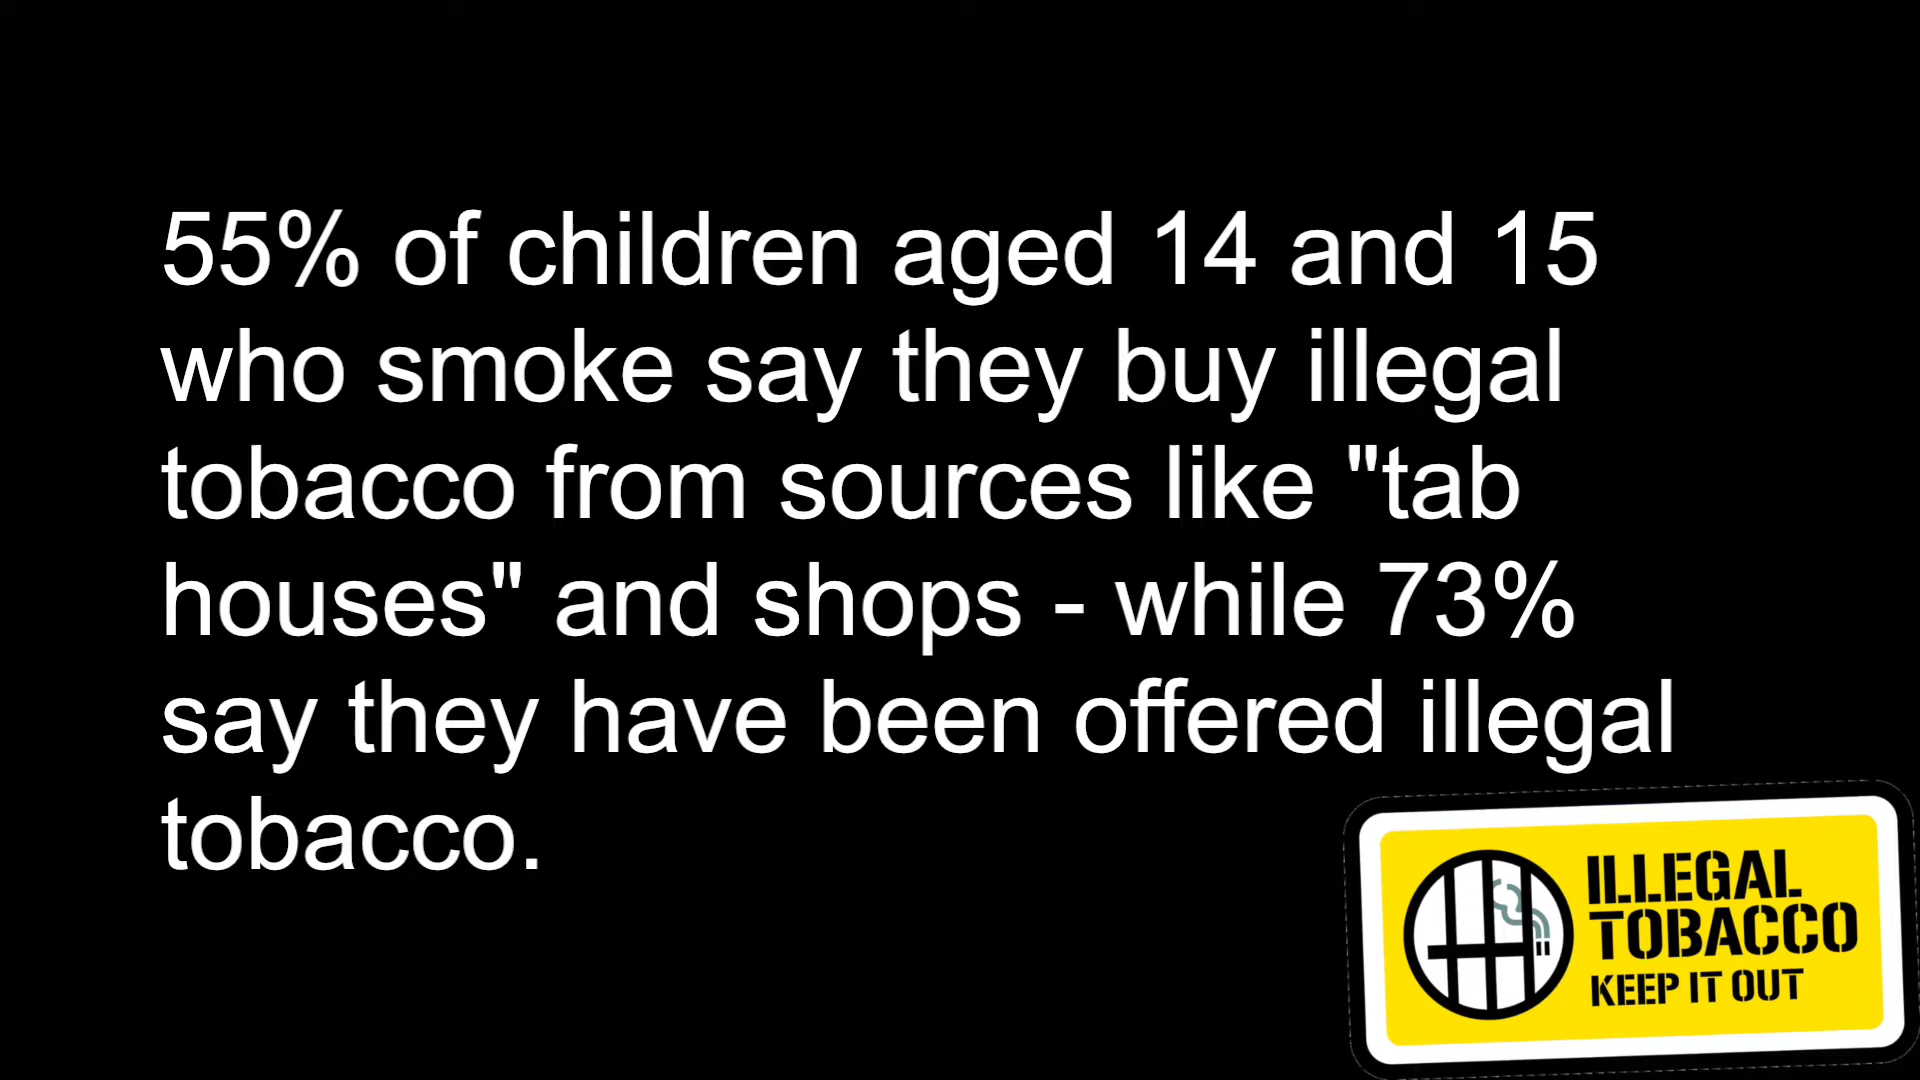 55% of children aged 14 and 15
who smoke say they buy illegal
tobacco from sources like "tab
houses" and shops - while 73%
say they have been offered illegal
tobacco.
ILLEGAL
TOBACCO
KEEP IT OUT